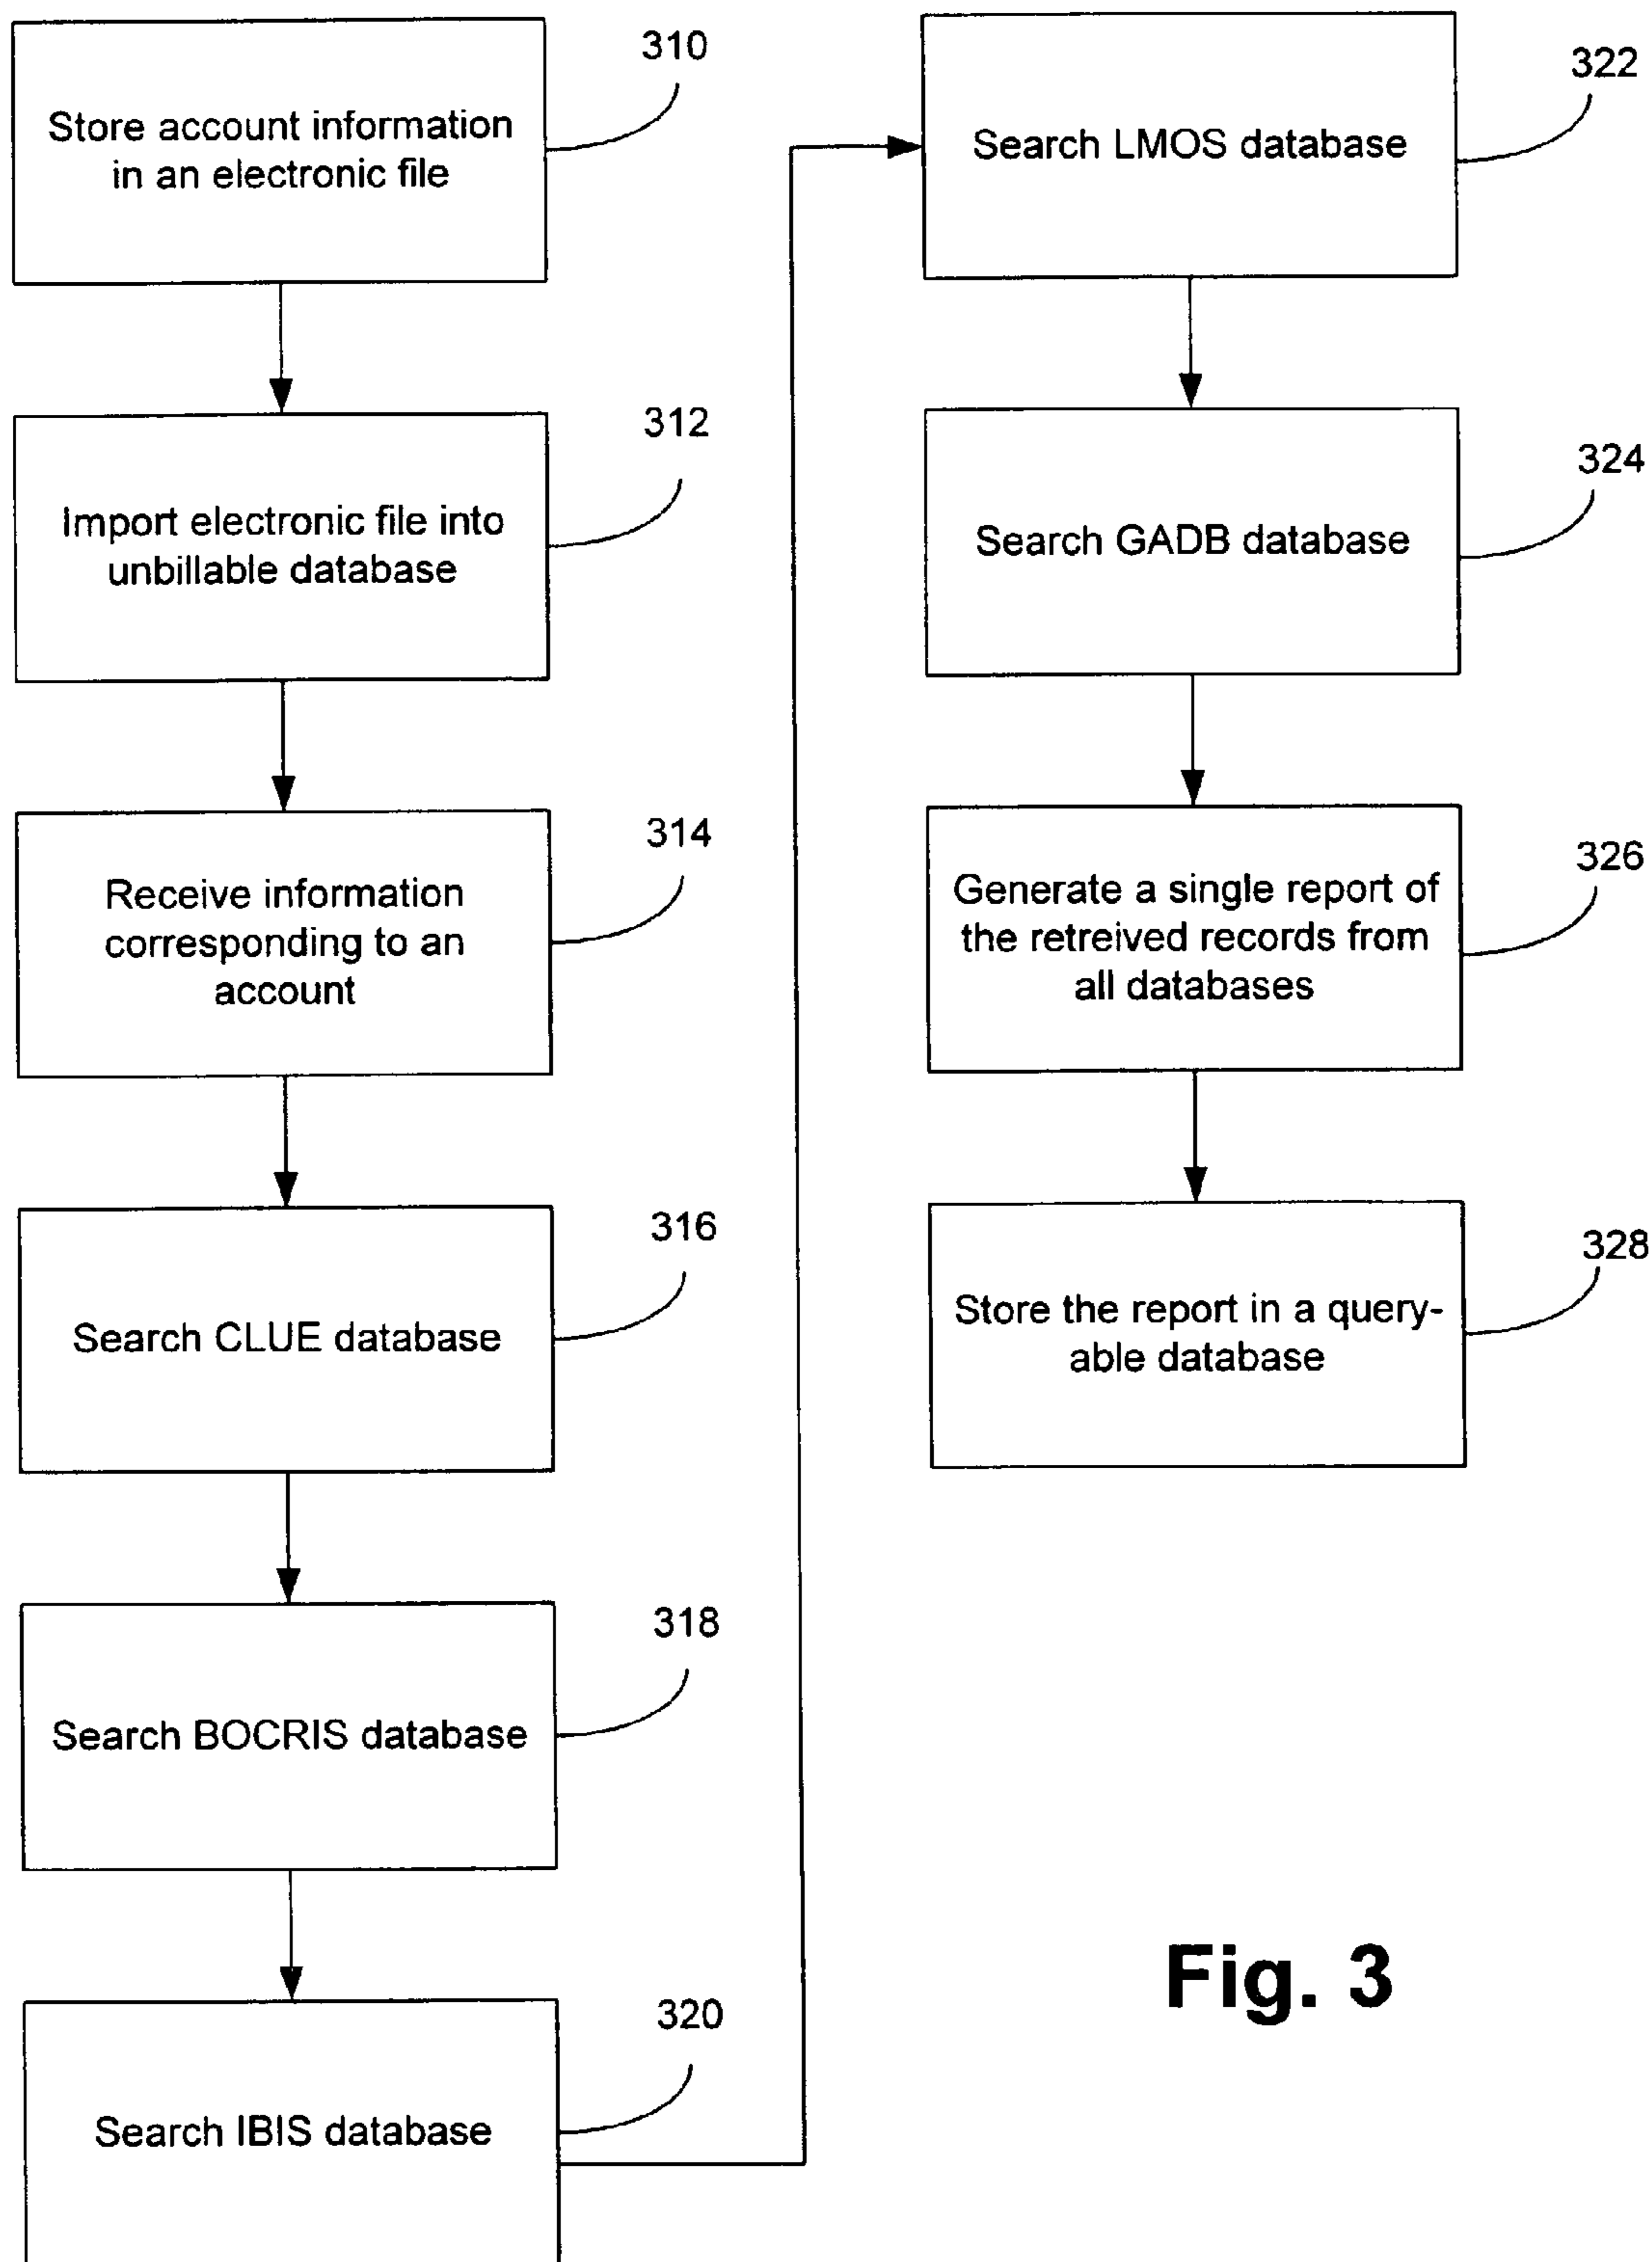 310
Store account information
in an electronic file
312
Import electronic file into
unbillable database
314
Receive information
corresponding to an
account
316
Search CLUE database
318
Search BOCRIS database
320
Search IBIS database
322
Search LMOS database
324
Search GADB database
326
Generate a single report of
the retreived records from
all databases
328
Store the report in a query-
able database
Fig. 3